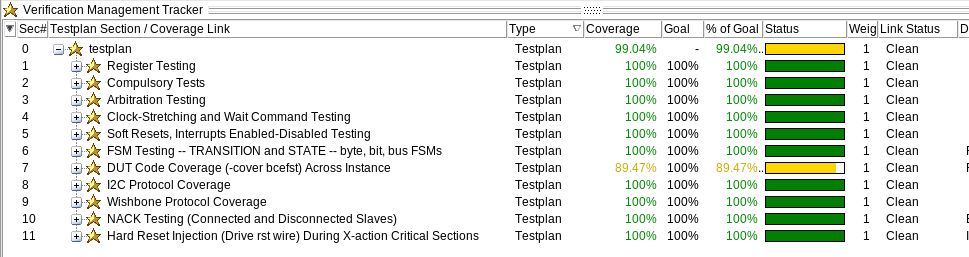 Verification Management Tracker
Sec# Testplan Section / Coverage Link Type Coverage Goal % of Goal Status Weig Link Status D
0 testplan Testplan 99.04% - 99.04%.. 1 Clean
1 Register Testing Testplan 100% 100% 100% 1 Clean
2 Compulsory Tests Testplan 100% 100% 100% 1 Clean
3 Arbitration Testing Testplan 100% 100% 100% 1 Clean
4 Clock-Stretching and Wait Command Testing Testplan 100% 100% 100% 1 Clean
5 Soft Resets, Interrupts Enabled-Disabled Testing Testplan 100% 100% 100% 1 Clean
6 FSM Testing -- TRANSITION and STATE -- byte, bit, bus FSMs Testplan 100% 100% 100% 1 Clean
7 DUT Code Coverage (-cover bcefst) Across Instance Testplan 89.47% 100% 89.47%.. 1 Clean
8 I2C Protocol Coverage Testplan 100% 100% 100% 1 Clean
9 Wishbone Protocol Coverage Testplan 100% 100% 100% 1 Clean
10 NACK Testing (Connected and Disconnected Slaves) Testplan 100% 100% 100% 1 Clean
11 Hard Reset Injection (Drive rst wire) During X-action Critical Sections Testplan 100% 100% 100% 1 Clean